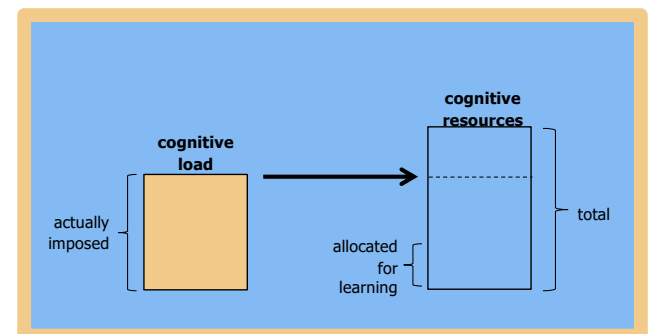 cognitive
resources
cognitive
load
actually
imposed
total
allocated
for
learning